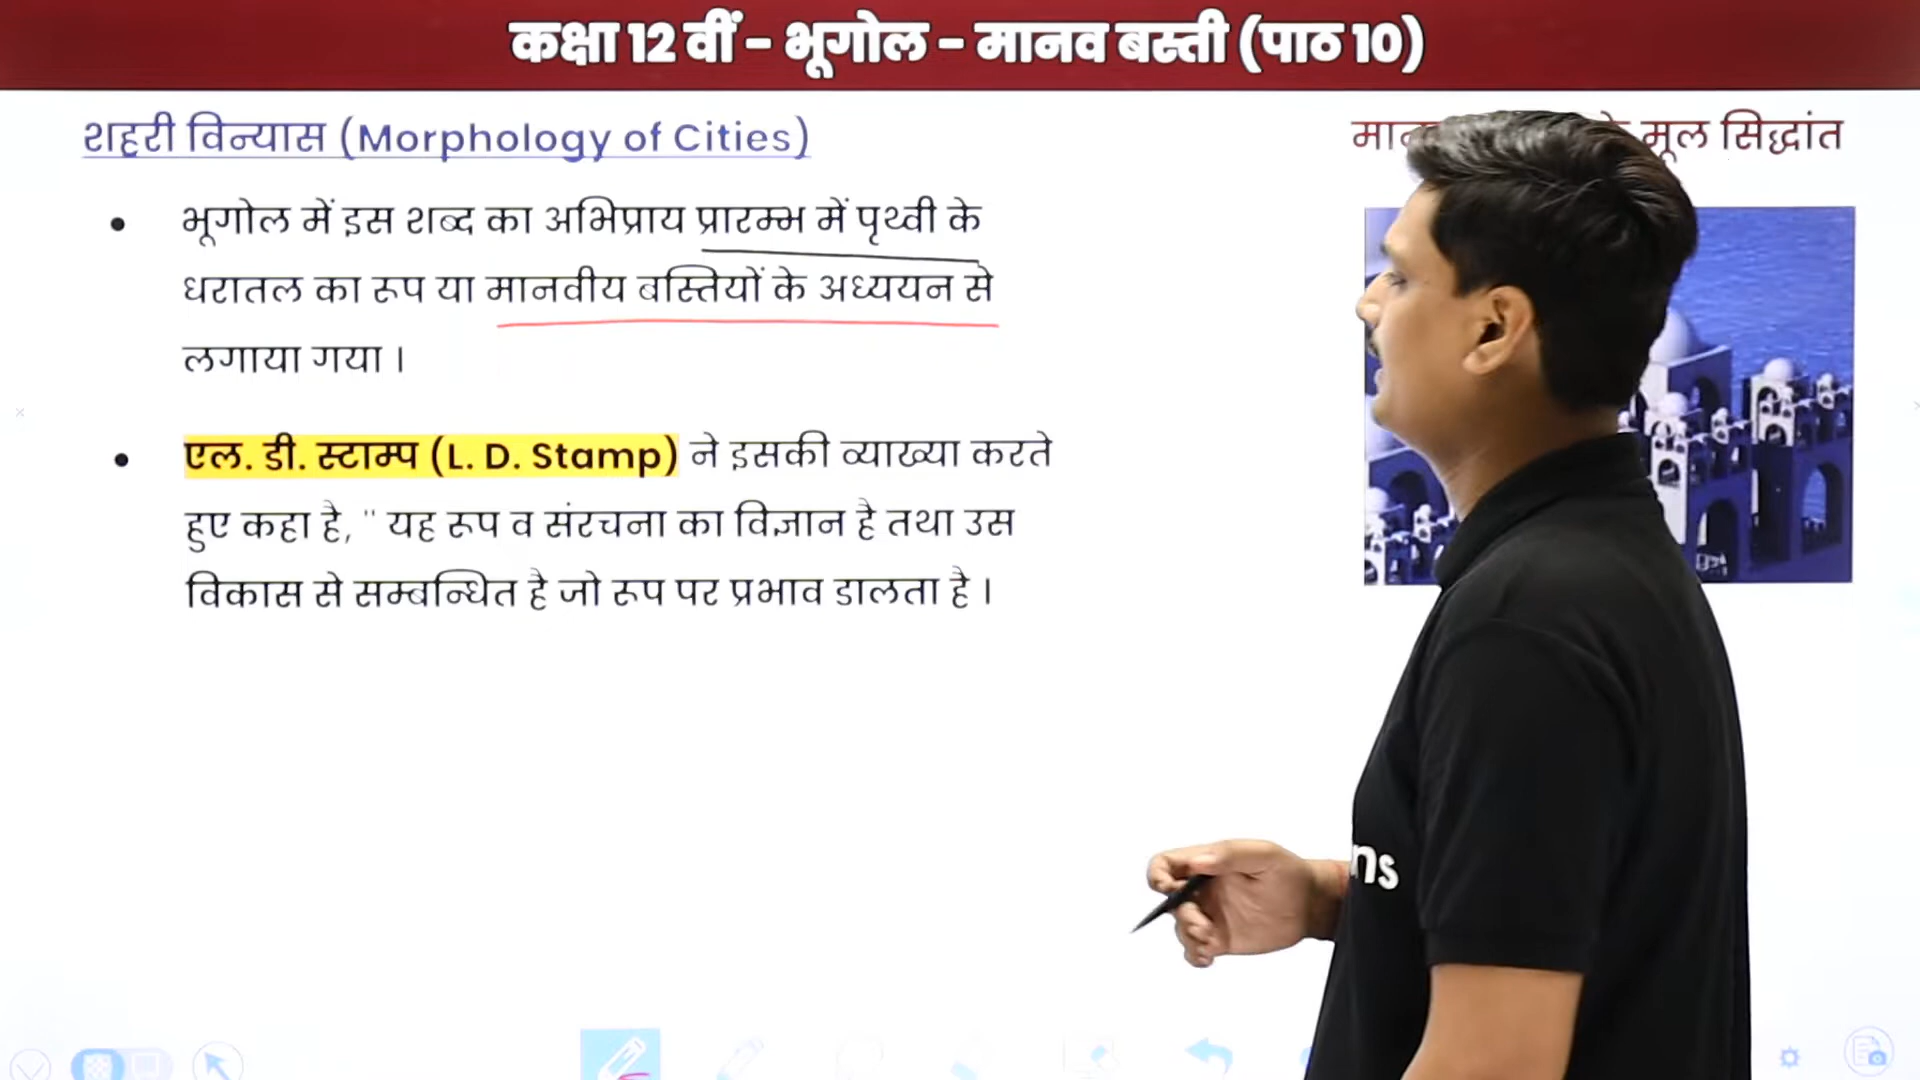 कक्षा 12 वीं - भूगोल - मानव बस्ती (पाठ 10)
शहरी विन्यास (Morphology of Cities)
मूल सिद्धांत
• भूगोल में इस शब्द का अभिप्राय प्रारम्भ में पृथ्वी के
धरातल का रूप या मानवीय बस्तियों के अध्ययन से
लगाया गया ।
• एल. डी. स्टाम्प (L. D. Stamp) ने इसकी व्याख्या करते
हुए कहा है, " यह रूप व संरचना का विज्ञान है तथा उस
विकास से सम्बन्धित है जो रूप पर प्रभाव डालता है ।
ns